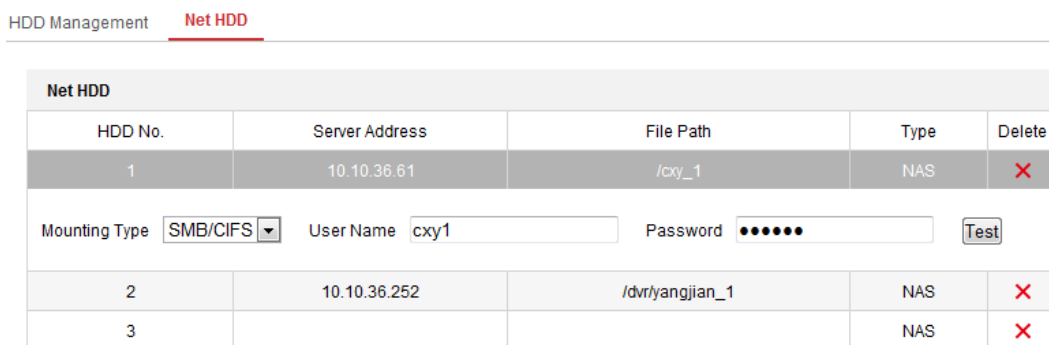 HDD Management Net HDD
Net HDD
HDD No. Server Address File Path Type Delete
1 10.10.36.61 /cxy_1 NAS
Mounting Type SMB/CIFS User Name cxy1 Password ●●●●●● Test
2 10.10.36.252 /dvr/yangjian_1 NAS
3 NAS